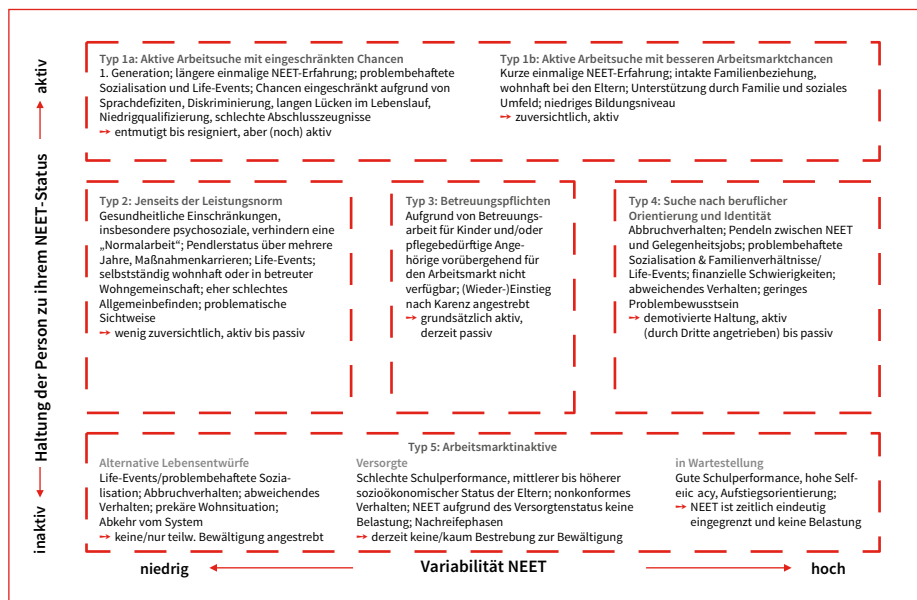 Typ 1a: Aktive Arbeitsuche mit eingeschränkten Chancen
1. Generation; längere einmalige NEET-Erfahrung; problembehaftete
Sozialisation und Life-Events; Chancen eingeschränkt aufgrund von
Sprachdefiziten, Diskriminierung, langen Lücken im Lebenslauf,
Niedrigqualifizierung, schlechte Abschlusszeugnisse
→ entmutigt bis resigniert, aber (noch) aktiv
Typ 1b: Aktive Arbeitsuche mit besseren Arbeitsmarktchancen
Kurze einmalige NEET-Erfahrung; intakte Familienbeziehung,
wohnhaft bei den Eltern; Unterstützung durch Familie und soziales
Umfeld; niedriges Bildungsniveau
→ zuversichtlich, aktiv
Typ 2: Jenseits der Leistungsnorm
Gesundheitliche Einschränkungen,
insbesondere psychosoziale, verhindern eine
„Normalarbeit“; Pendlerstatus über mehrere
Jahre, Maßnahmenkarrieren; Life-Events;
selbstständig wohnhaft oder in betreuter
Wohngemeinschaft; eher schlechtes
Allgemeinbefinden; problematische
Sichtweise
→ wenig zuversichtlich, aktiv bis passiv
Typ 3: Betreuungspflichten
Aufgrund von Betreuungs-
arbeit für Kinder und/oder
pflegebedürftige Ange-
hörige vorübergehend für
den Arbeitsmarkt nicht
verfügbar; (Wieder-)Einstieg
nach Karenz angestrebt
→ grundsätzlich aktiv,
derzeit passiv
Typ 4: Suche nach beruflicher
Orientierung und Identität
Abbruchverhalten; Pendeln zwischen NEET
und Gelegenheitsjobs; problembehaftete
Sozialisation & Familienverhältnisse/
Life-Events; finanzielle Schwierigkeiten;
abweichendes Verhalten; geringes
Problembewusstsein
→ demotivierte Haltung, aktiv
(durch Dritte angetrieben) bis passiv
Typ 5: Arbeitsmarktinaktive
Alternative Lebensentwürfe
Life-Events/problembehaftete Sozia-
lisation; Abbruchverhalten; abweichendes
Verhalten; prekäre Wohnsituation;
Abkehr vom System
→ keine/nur teilw. Bewältigung angestrebt
Versorgte
Schlechte Schulperformance, mittlerer bis höherer
sozioökonomischer Status der Eltern; nonkonformes
Verhalten; NEET aufgrund des Versorgtenstatus keine
Belastung; Nachreifephasen
→ derzeit keine/kaum Bestrebung zur Bewältigung
in Wartestellung
Gute Schulperformance, hohe Self-
eic acy, Aufstiegsorientierung;
→ NEET ist zeitlich eindeutig
eingegrenzt und keine Belastung
inaktiv ← Haltung der Person zu ihrem NEET-Status → aktiv
niedrig ← Variabilität NEET → hoch